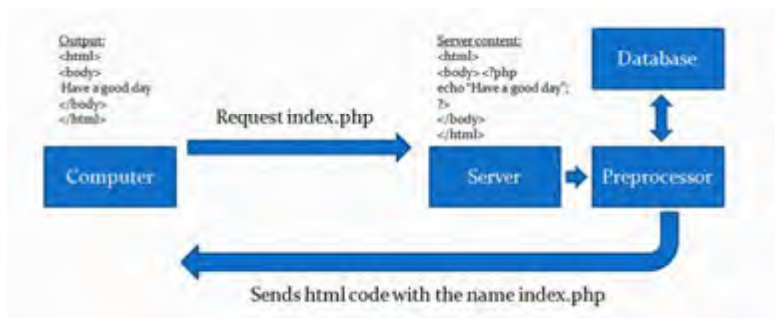 Output:
<html>
<body>
Have a good day
</body>
</html>
Request index.php
Server content:
<html>
<body> <?php
echo "Have a good day";
?>
</body>
</html>
Database
Computer
Server
Preprocessor
Sends html code with the name index.php